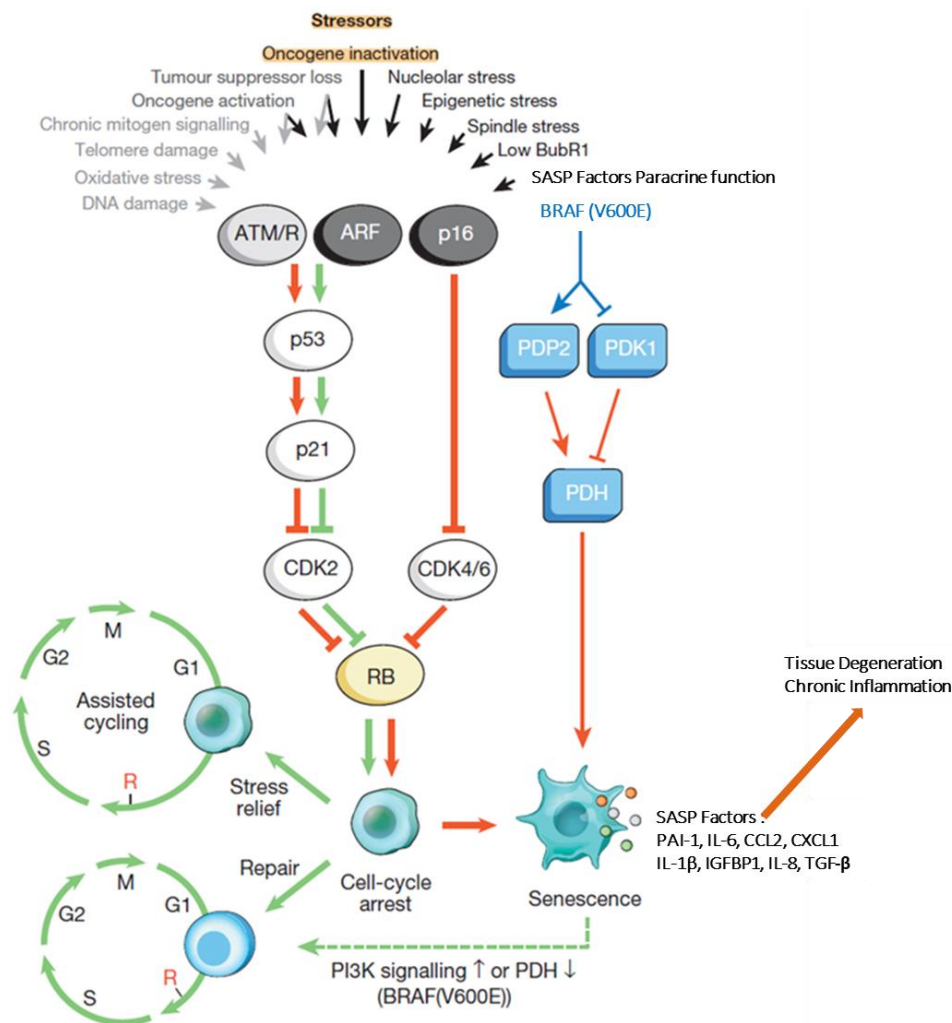 Stressors
Oncogene inactivation
Tumour suppressor loss
Nucleolar stress
Oncogene activation
Epigenetic stress
Chronic mitogen signalling
Spindle stress
Telomere damage
Low BubR1
Oxidative stress
SASP Factors Paracrine function
DNA damage
BRAF (V600E)
ATM/R
ARF
p16
p53
PDP2
PDK1
p21
PDH
CDK2
CDK4/6
RB
M
G2
G1
Assisted
cycling
S
R
Stress
relief
Tissue Degeneration
Chronic Inflammation
SASP Factors :
PAI-1, IL-6, CCL2, CXCL1
IL-1β, IGFBP1, IL-8, TGF-β
Repair
Cell-cycle
arrest
Senescence
M
G2
G1
R
S
PI3K signalling ↑ or PDH ↓
(BRAF(V600E))